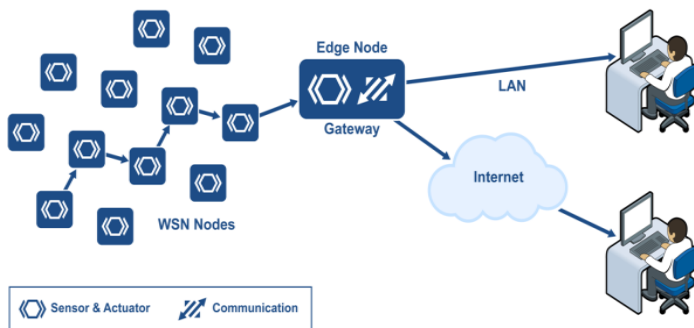 Edge Node
Gateway
LAN
Internet
WSN Nodes
Sensor & Actuator
Communication